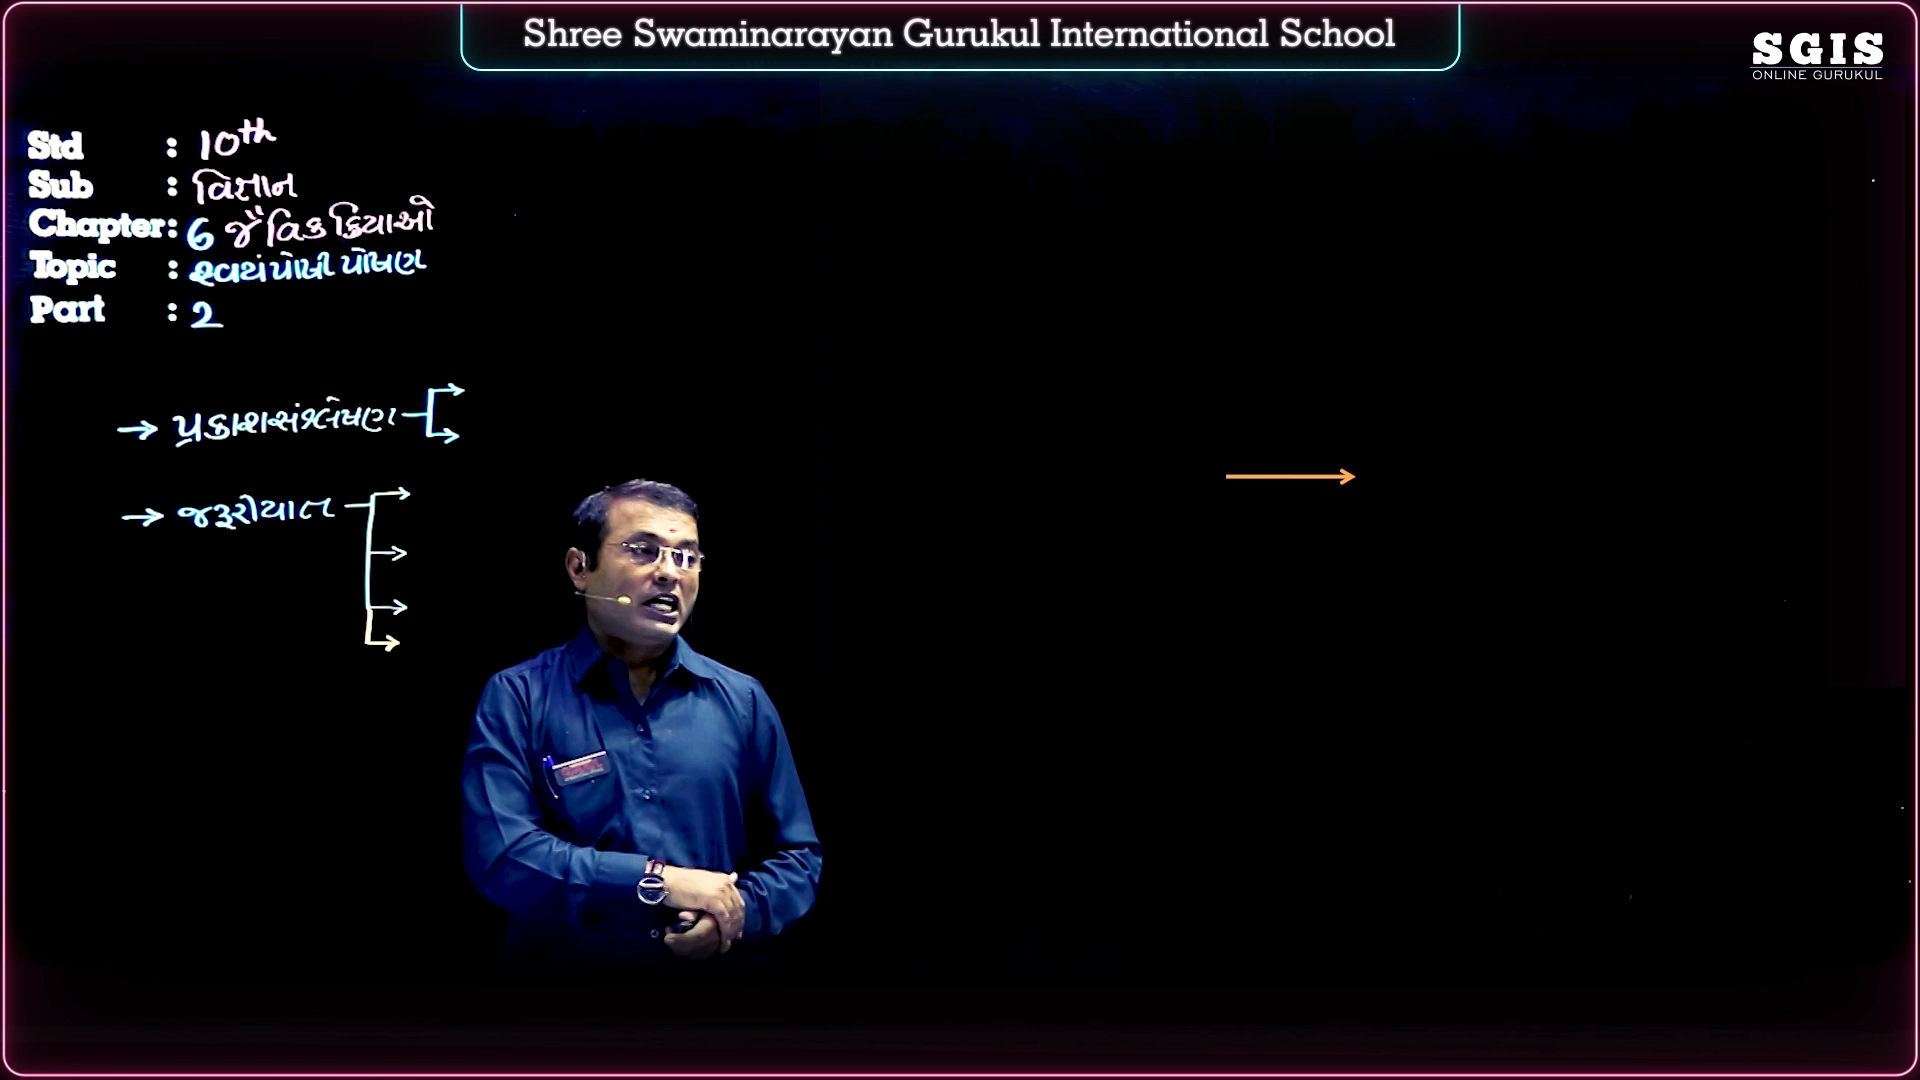 Shree Swaminarayan Gurukul International School
SGIS
ONLINE GURUKUL
Std : 10th
Sub : વિજ્ઞાન
Chapter : 6 જૈવિક ક્રિયાઓ
Topic : સ્વયંપોષી પોષણ
Part : 2
→ પ્રકાશસંશ્લેષણ
→ જરૂરીયાત